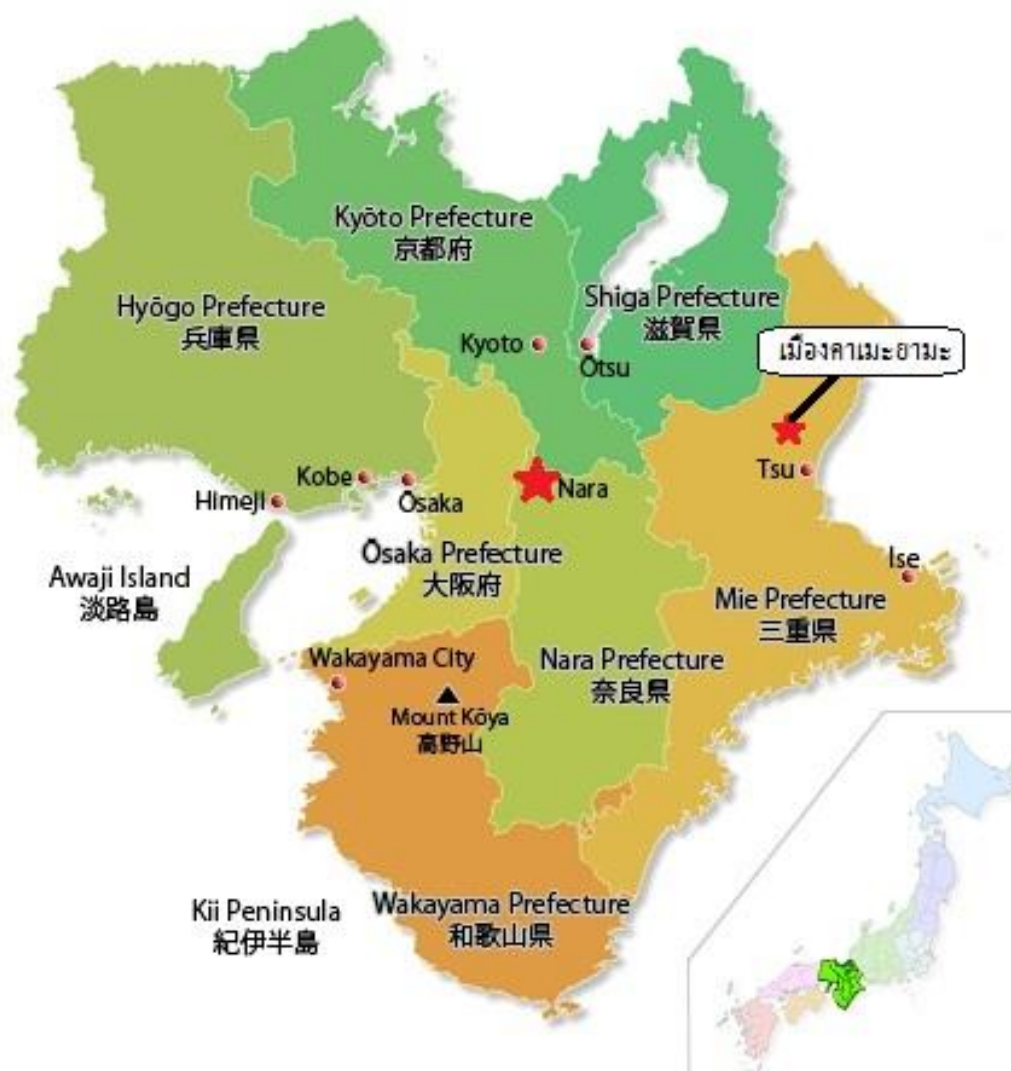 Kyōto Prefecture
京都府
Hyōgo Prefecture
兵庫県
Shiga Prefecture
滋賀県
Kyoto
Ōtsu
เมืองคาเมะยามะ
Kobe
Ōsaka
Himeji
Nara
Tsu
Awaji Island
淡路島
Ōsaka Prefecture
大阪府
Ise
Mie Prefecture
三重県
Wakayama City
Nara Prefecture
奈良県
Mount Kōya
高野山
Kii Peninsula
紀伊半島
Wakayama Prefecture
和歌山県